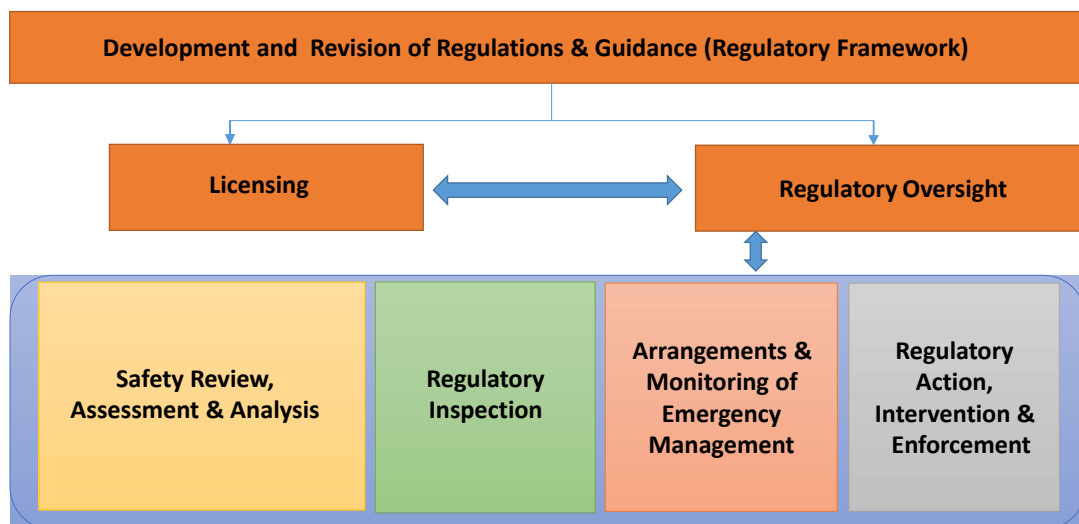 Development and  Revision of Regulations & Guidance (Regulatory Framework)
Licensing
Regulatory Oversight
Safety Review,
Assessment & Analysis
Regulatory
Inspection
Arrangements &
Monitoring of
Emergency
Management
Regulatory
Action,
Intervention &
Enforcement